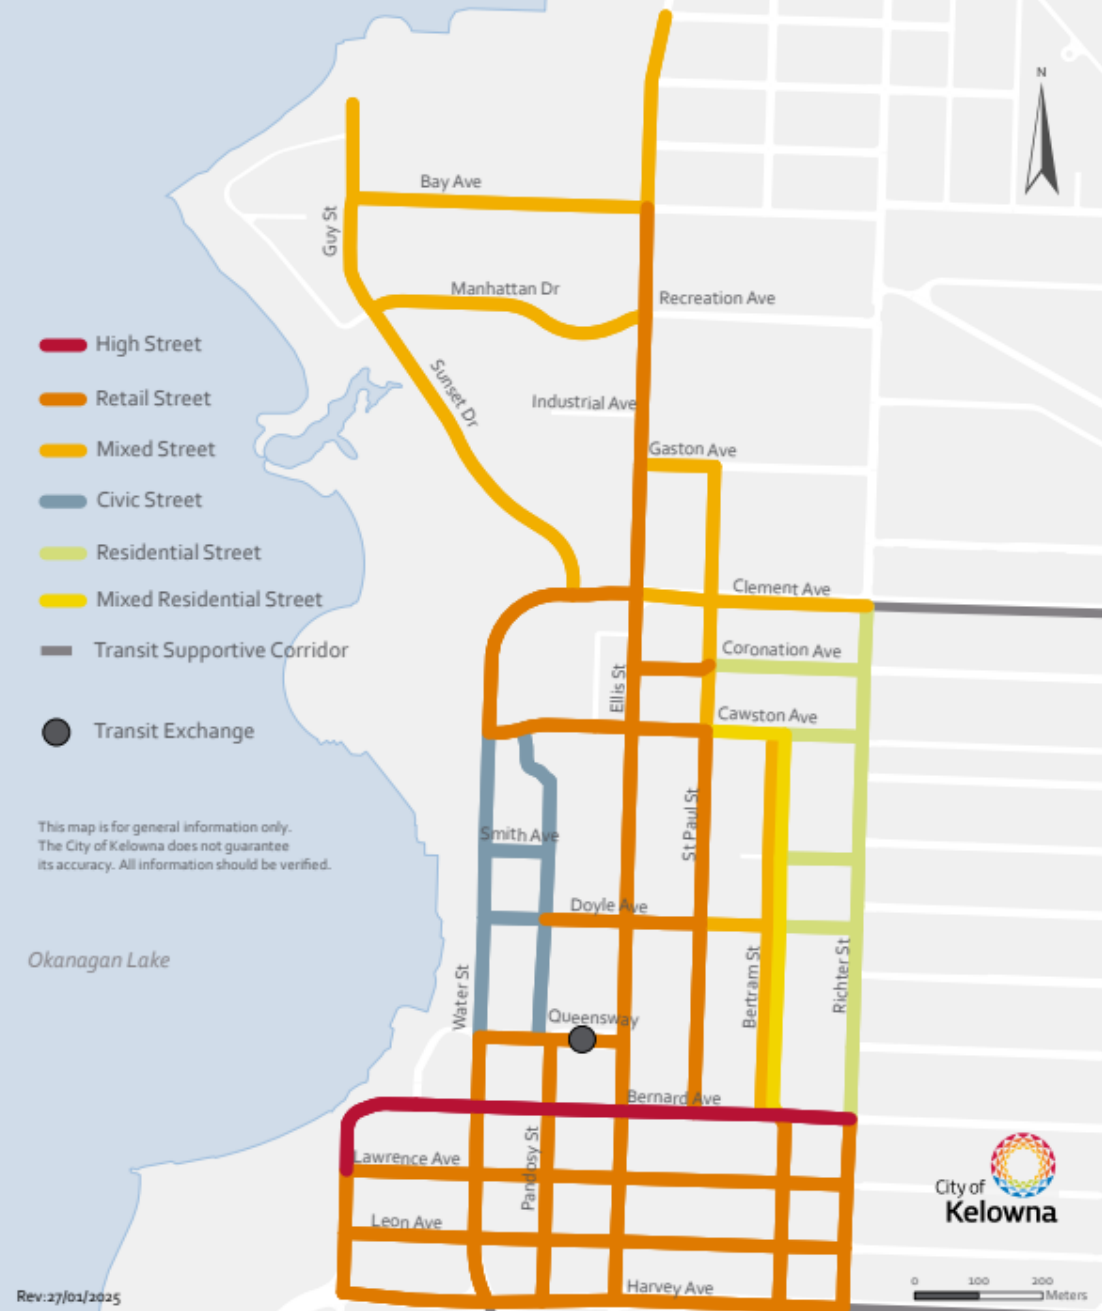 N
Bay Ave
Guy St
Manhattan Dr
Recreation Ave
High Street
Sunset Dr
Retail Street
Industrial Ave
Mixed Street
Gaston Ave
Civic Street
Residential Street
Clement Ave
Mixed Residential Street
Transit Supportive Corridor
Coronation Ave
Ellis St
Cawston Ave
Transit Exchange
St Paul St
This map is for general information only.
The City of Kelowna does not guarantee
its accuracy. All information should be verified.
Smith Ave
Doyle Ave
Okanagan Lake
Water St
Bertram St
Richter St
Queensway
Bernard Ave
Pandosy St
Lawrence Ave
City of
Kelowna
Leon Ave
Harvey Ave
Rev:27/01/2025
0 100 200
Meters